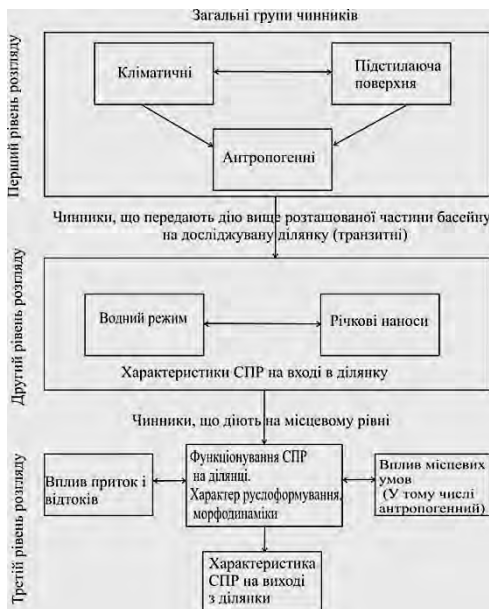 Загальні групи чинників
Перший рівень розгляду
Кліматичні
Підстилаюча
поверхня
Антропогенні
Чинники, що передають дію вище розташованої частини басейну
на досліджувану ділянку (транзитні)
Другий рівень розгляду
Водний режим
Річкові наноси
Характеристики СПР на вході в ділянку
Чинники, що діють на місцевому рівні
Третій рівень розгляду
Вплив приток і
відтоків
Функціонування СПР
на ділянці.
Характер руслоформування,
морфодинаміки
Вплив місцевих
умов
(У тому числі
антропогенний)
Характеристика
СПР на виході
з ділянки